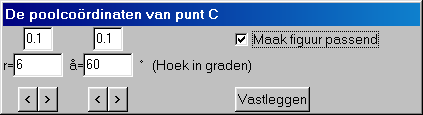 De poolcoördinaten van punt C
0.1 0.1 Maak figuur passend
r= 6 å= 60 ° (Hoek in graden)
< > < > Vastleggen